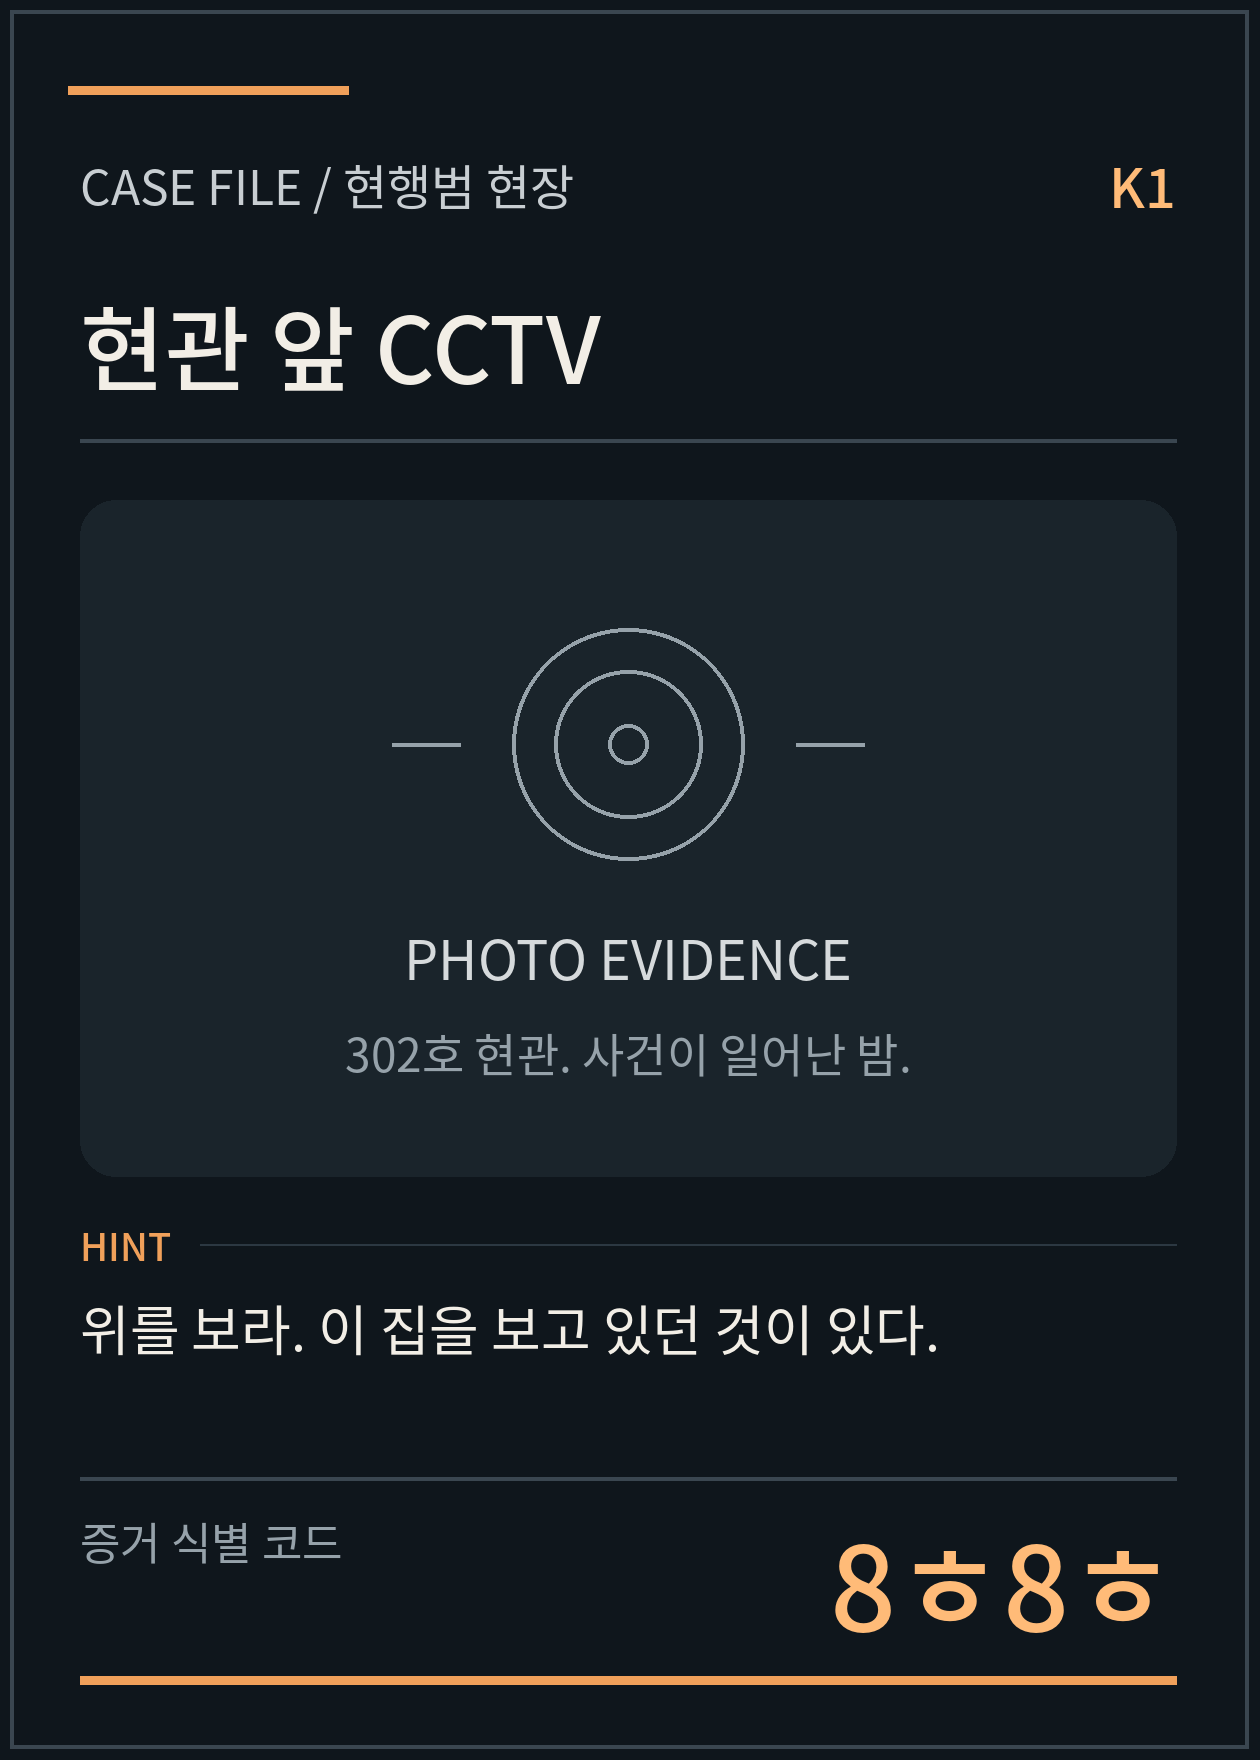 CASE FILE / 현행범 현장
K1
현관 앞 CCTV
PHOTO EVIDENCE
302호 현관. 사건이 일어난 밤.
HINT
위를 보라. 이 집을 보고 있던 것이 있다.
증거 식별 코드
8ㅎ8ㅎ